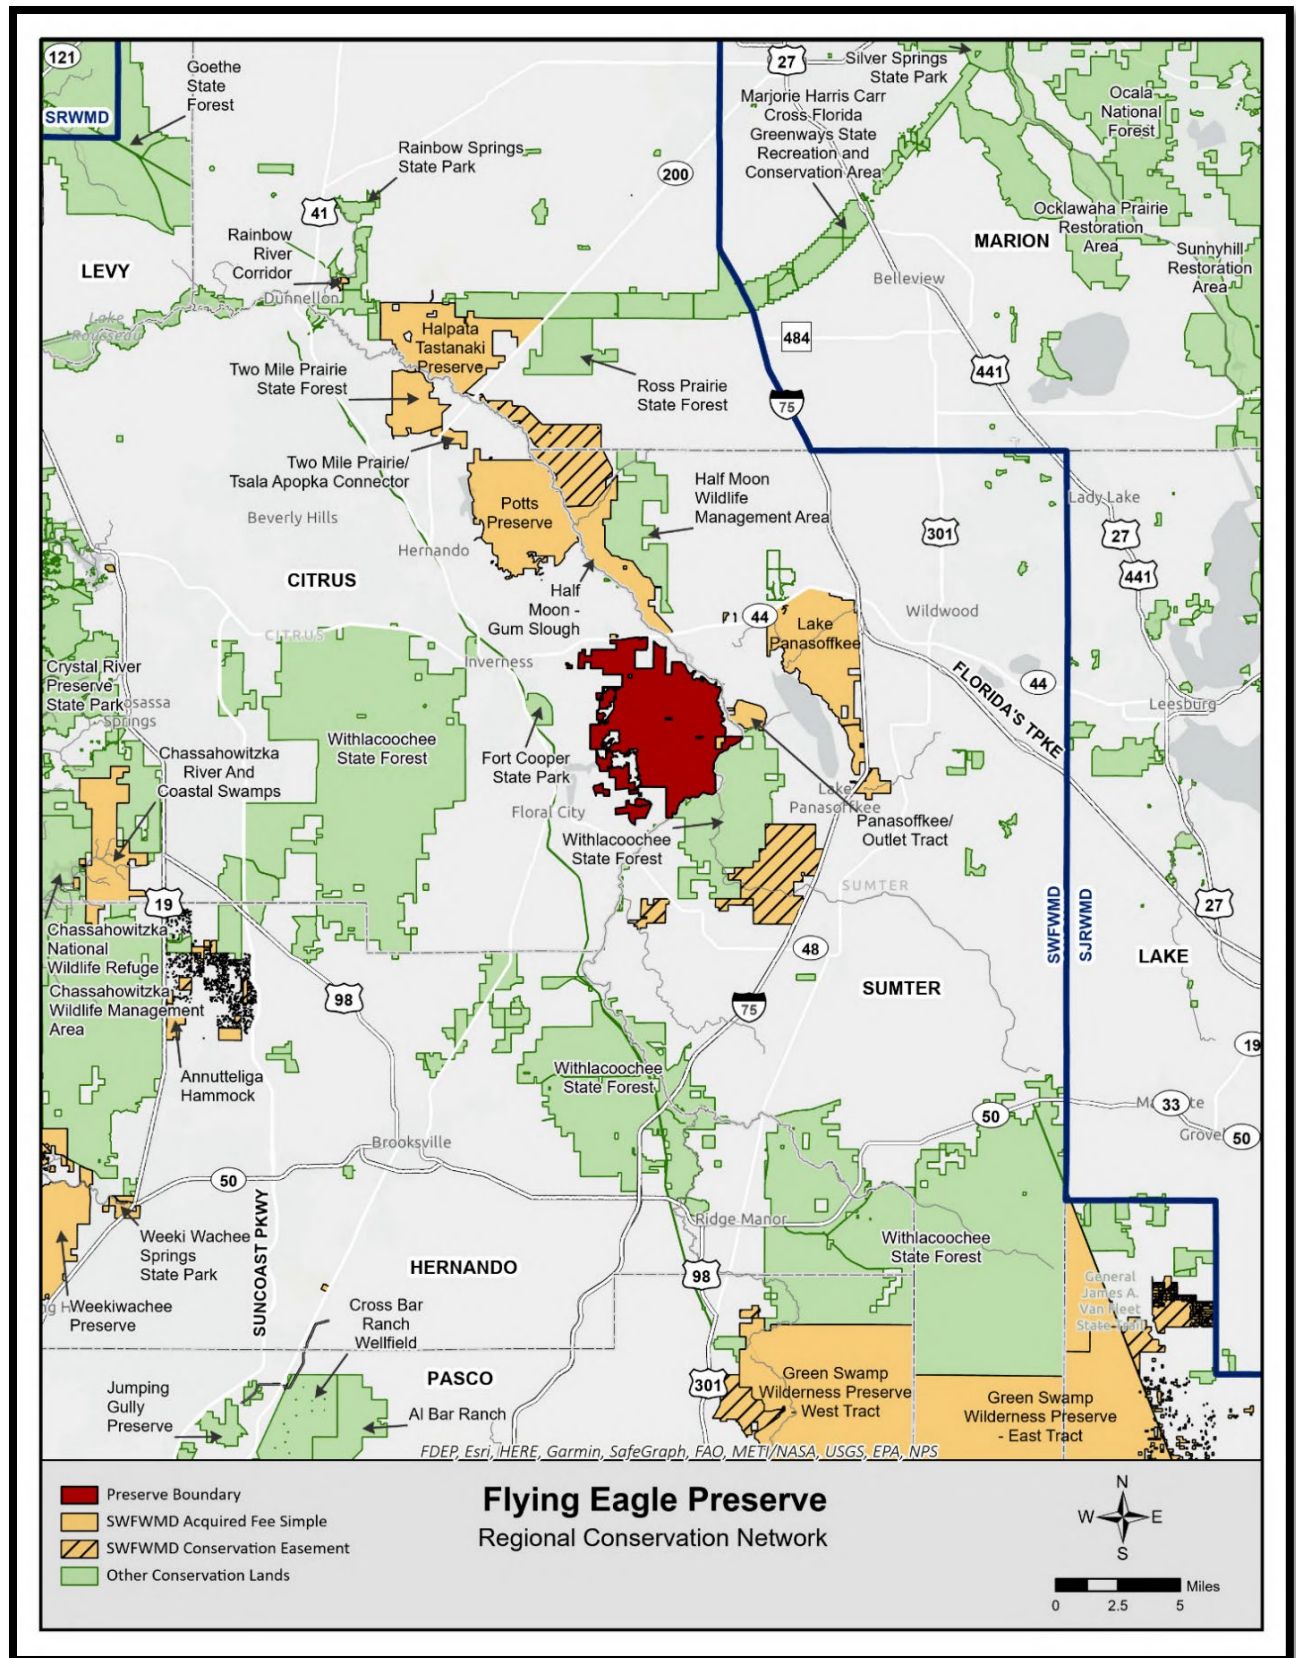 121
Goethe
State
Forest
SRWMD
27
Silver Springs
State Park
Marjorie Harris Carr
Cross Florida
Greenways State
Recreation and
Conservation Area
Ocala
National
Forest
Rainbow Springs
State Park
200
41
Rainbow
River
Corridor
Ocklawaha Prairie
Restoration
Area
MARION
Sunnyhill
Restoration
Area
LEVY
Belleview
Dunnellon
Lake
Rousseau
Halpata
Tastanaki
Preserve
484
Two Mile Prairie
State Forest
Ross Prairie
State Forest
441
75
Two Mile Prairie/
Tsala Apopka Connector
Half Moon
Wildlife
Management Area
Lady Lake
Potts
Preserve
Beverly Hills
301
27
Hernando
441
CITRUS
Half
Moon -
Gum Slough
44
Wildwood
Lake
Panasoffkee
CITRUS
Inverness
Crystal River
Preserve
State Park
osassa
Springs
FLORIDA'S TPKE
44
Leesburg
Withlacoochee
State Forest
Fort Cooper
State Park
Chassahowitzka
River And
Coastal Swamps
Lake
Panasoffkee
Floral City
Panasoffkee/
Outlet Tract
Withlacoochee
State Forest
SUMTER
19
27
SWFWMD
SJRWMD
Chassahowitzka
National
Wildlife Refuge
48
LAKE
Chassahowitzka
Wildlife Management
Area
98
SUMTER
75
19
Withlacoochee
State Forest
Annutteliga
Hammock
50
33
Grovel
50
Brooksville
50
SUNCOAST PKWY
Ridge Manor
Weeki Wachee
Springs
State Park
Withlacoochee
State Forest
HERNANDO
98
General
James A.
Van Fleet
State Trail
ng H
Weekiwachee
Preserve
Cross Bar
Ranch
Wellfield
PASCO
301
Green Swamp
Wilderness Preserve
- West Tract
Jumping
Gully
Preserve
Al Bar Ranch
Green Swamp
Wilderness Preserve
- East Tract
FDEP, Esri, HERE, Garmin, SafeGraph, FAO, METI/NASA, USGS, EPA, NPS
Preserve Boundary
SWFWMD Acquired Fee Simple
SWFWMD Conservation Easement
Other Conservation Lands
Flying Eagle Preserve
Regional Conservation Network
N
W
E
S
Miles
0
2.5
5